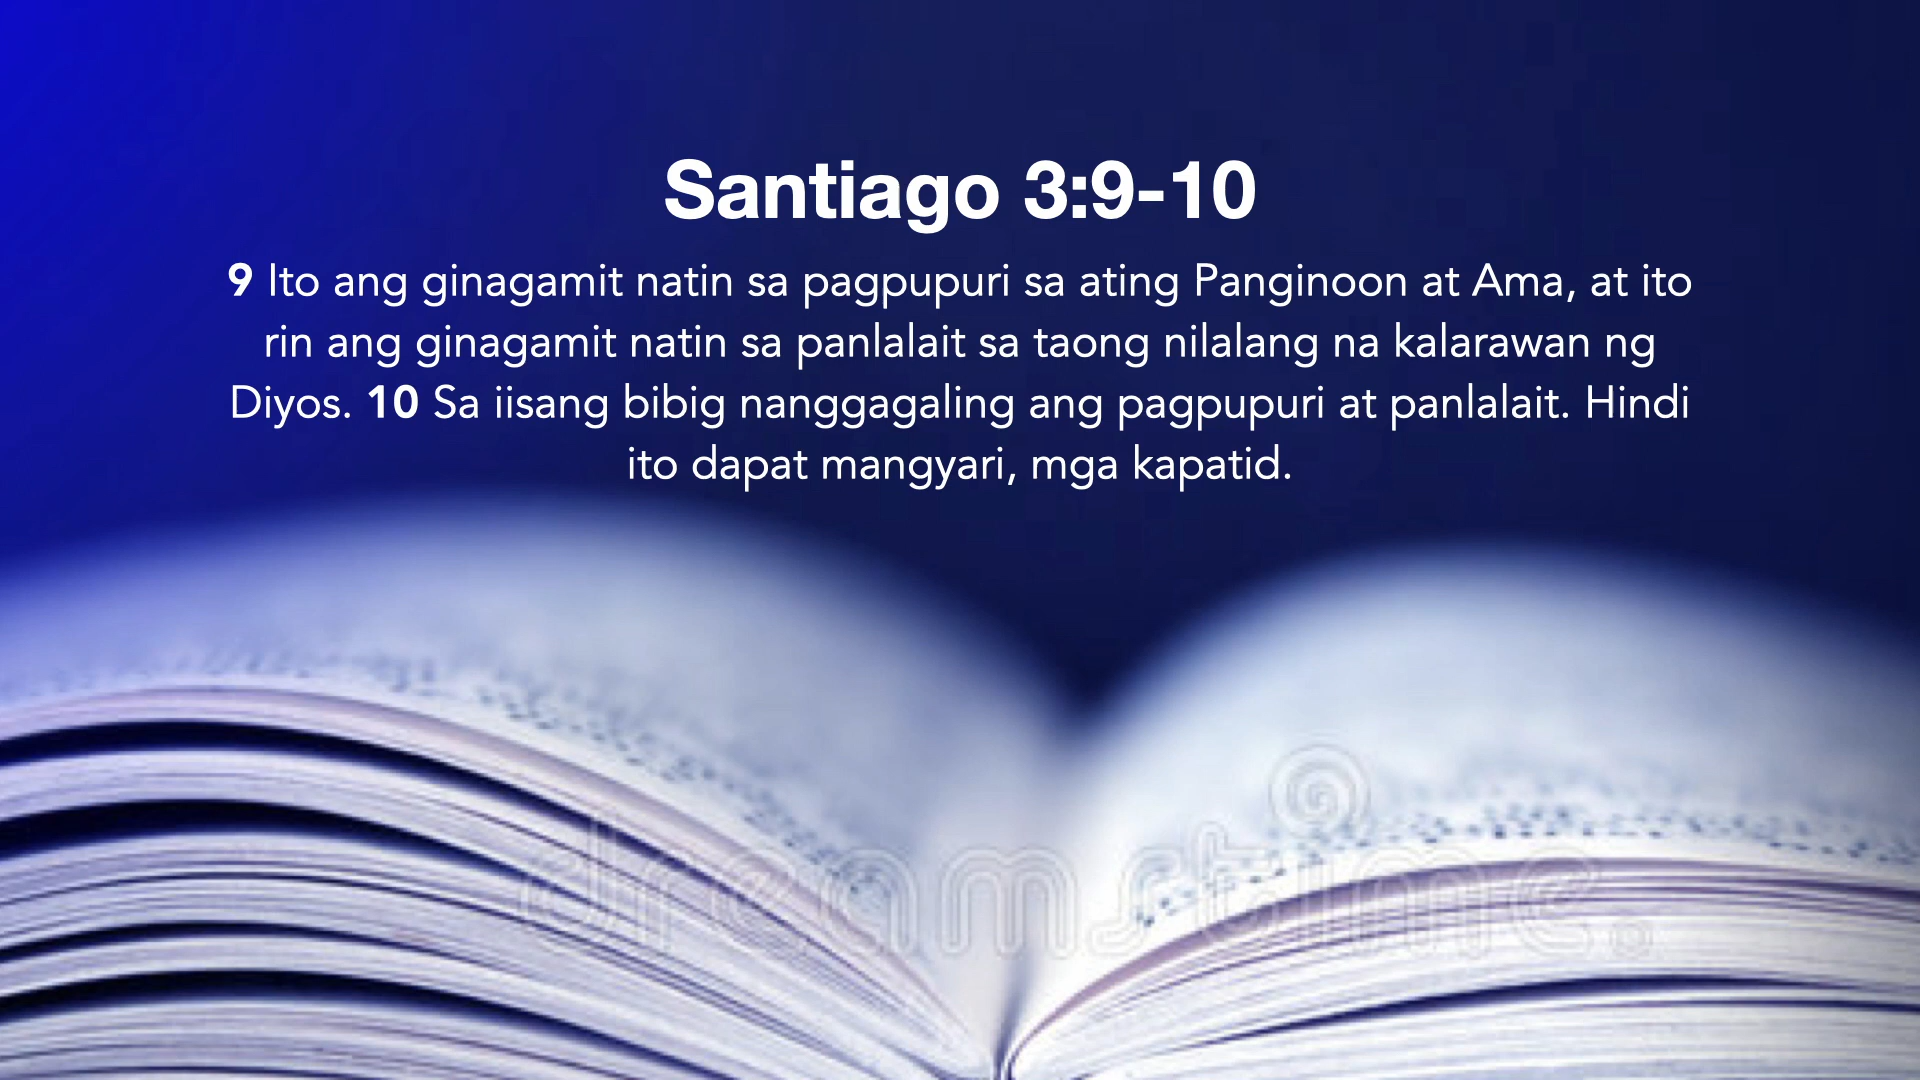 Santiago 3:9-10
9 Ito ang ginagamit natin sa pagpupuri sa ating Panginoon at Ama, at ito
rin ang ginagamit natin sa panlalait sa taong nilalang na kalarawan ng
Diyos. 10 Sa iisang bibig nanggagaling ang pagpupuri at panlalait. Hindi
ito dapat mangyari, mga kapatid.
dreamstime.